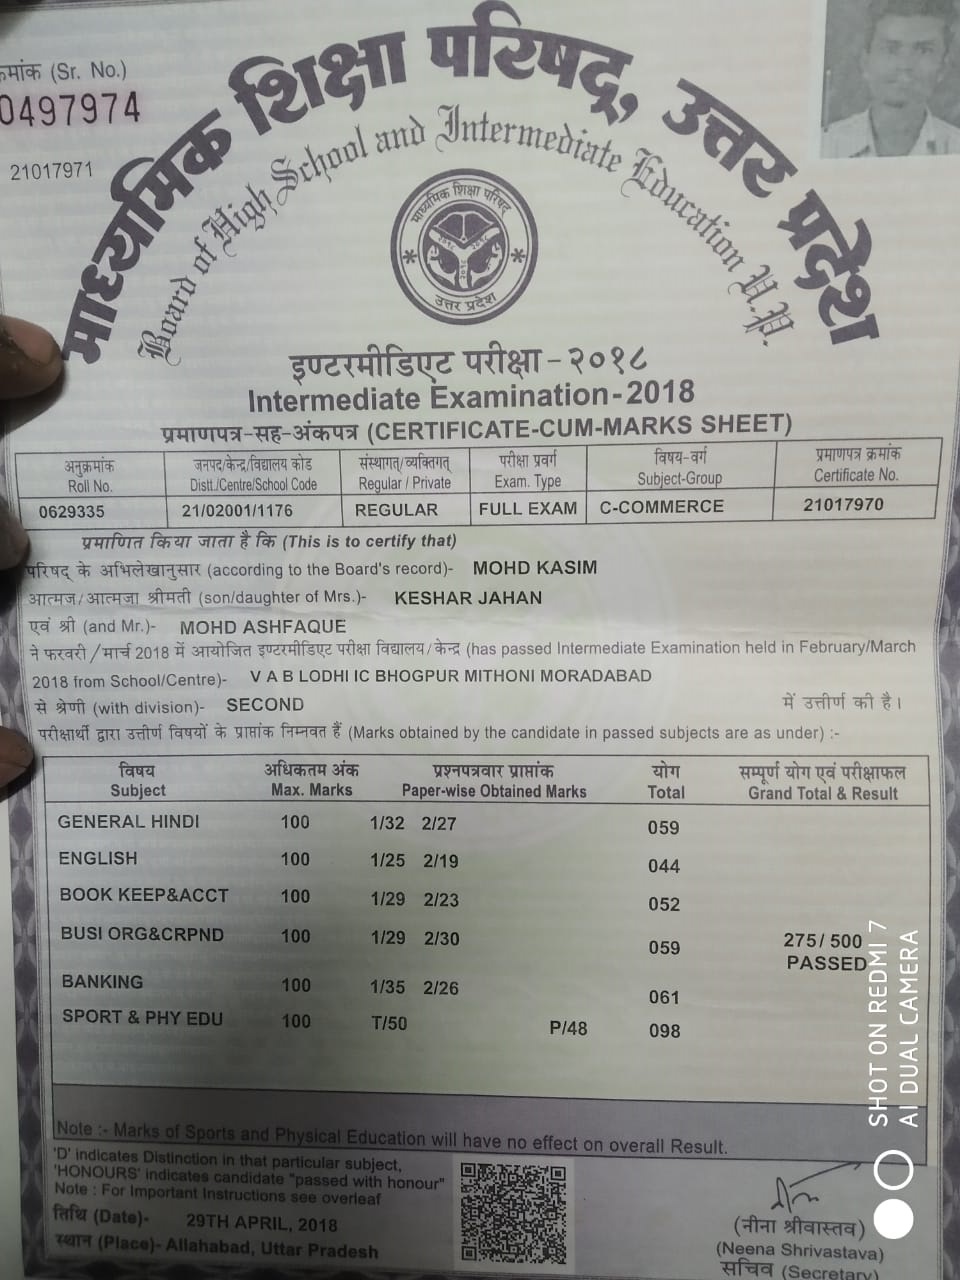 क्रमांक (Sr. No.)
0497974
21017971
माध्यमिक शिक्षा परिषद्, उत्तर प्रदेश
Board of High School and Intermediate Education U.P.
माध्यमिक शिक्षा परिषद्
उत्तर प्रदेश
इण्टरमीडिएट परीक्षा - २०१८
Intermediate Examination - 2018
प्रमाणपत्र-सह-अंकपत्र (CERTIFICATE-CUM-MARKS SHEET)
अनुक्रमांक जनपद/केन्द्र/विद्यालय कोड संस्थागत/व्यक्तिगत् परीक्षा प्रवर्ग विषय-वर्ग प्रमाणपत्र क्रमांक
Roll No. Distt./Centre/School Code Regular / Private Exam. Type Subject-Group Certificate No.
0629335 21/02001/1176 REGULAR FULL EXAM C-COMMERCE 21017970
प्रमाणित किया जाता है कि (This is to certify that)
परिषद् के अभिलेखानुसार (according to the Board's record)- MOHD KASIM
आत्मज/आत्मजा श्रीमती (son/daughter of Mrs.)- KESHAR JAHAN
एवं श्री (and Mr.)- MOHD ASHFAQUE
ने फरवरी/मार्च 2018 में आयोजित इण्टरमीडिएट परीक्षा विद्यालय/केन्द्र (has passed Intermediate Examination held in February/March
2018 from School/Centre)- V A B LODHI IC BHOGPUR MITHONI MORADABAD
से श्रेणी (with division)- SECOND में उत्तीर्ण की है।
परीक्षार्थी द्वारा उत्तीर्ण विषयों के प्राप्तांक निम्नवत हैं (Marks obtained by the candidate in passed subjects are as under) :-
विषय अधिकतम अंक प्रश्नपत्रवार प्राप्तांक योग सम्पूर्ण योग एवं परीक्षाफल
Subject Max. Marks Paper-wise Obtained Marks Total Grand Total & Result
GENERAL HINDI 100 1/32 2/27 059
ENGLISH 100 1/25 2/19 044
BOOK KEEP&ACCT 100 1/29 2/23 052
BUSI ORG&CRPND 100 1/29 2/30 059 275/ 500
PASSED
BANKING 100 1/35 2/26 061
SPORT & PHY EDU 100 T/50 P/48 098
Note :- Marks of Sports and Physical Education will have no effect on overall Result.
'D' indicates Distinction in that particular subject,
'HONOURS' indicates candidate "passed with honour"
Note : For Important Instructions see overleaf
तिथि (Date)- 29TH APRIL, 2018
स्थान (Place)- Allahabad, Uttar Pradesh
(नीना श्रीवास्तव)
(Neena Shrivastava)
सचिव (Secretary)
SHOT ON REDMI 7
AI DUAL CAMERA